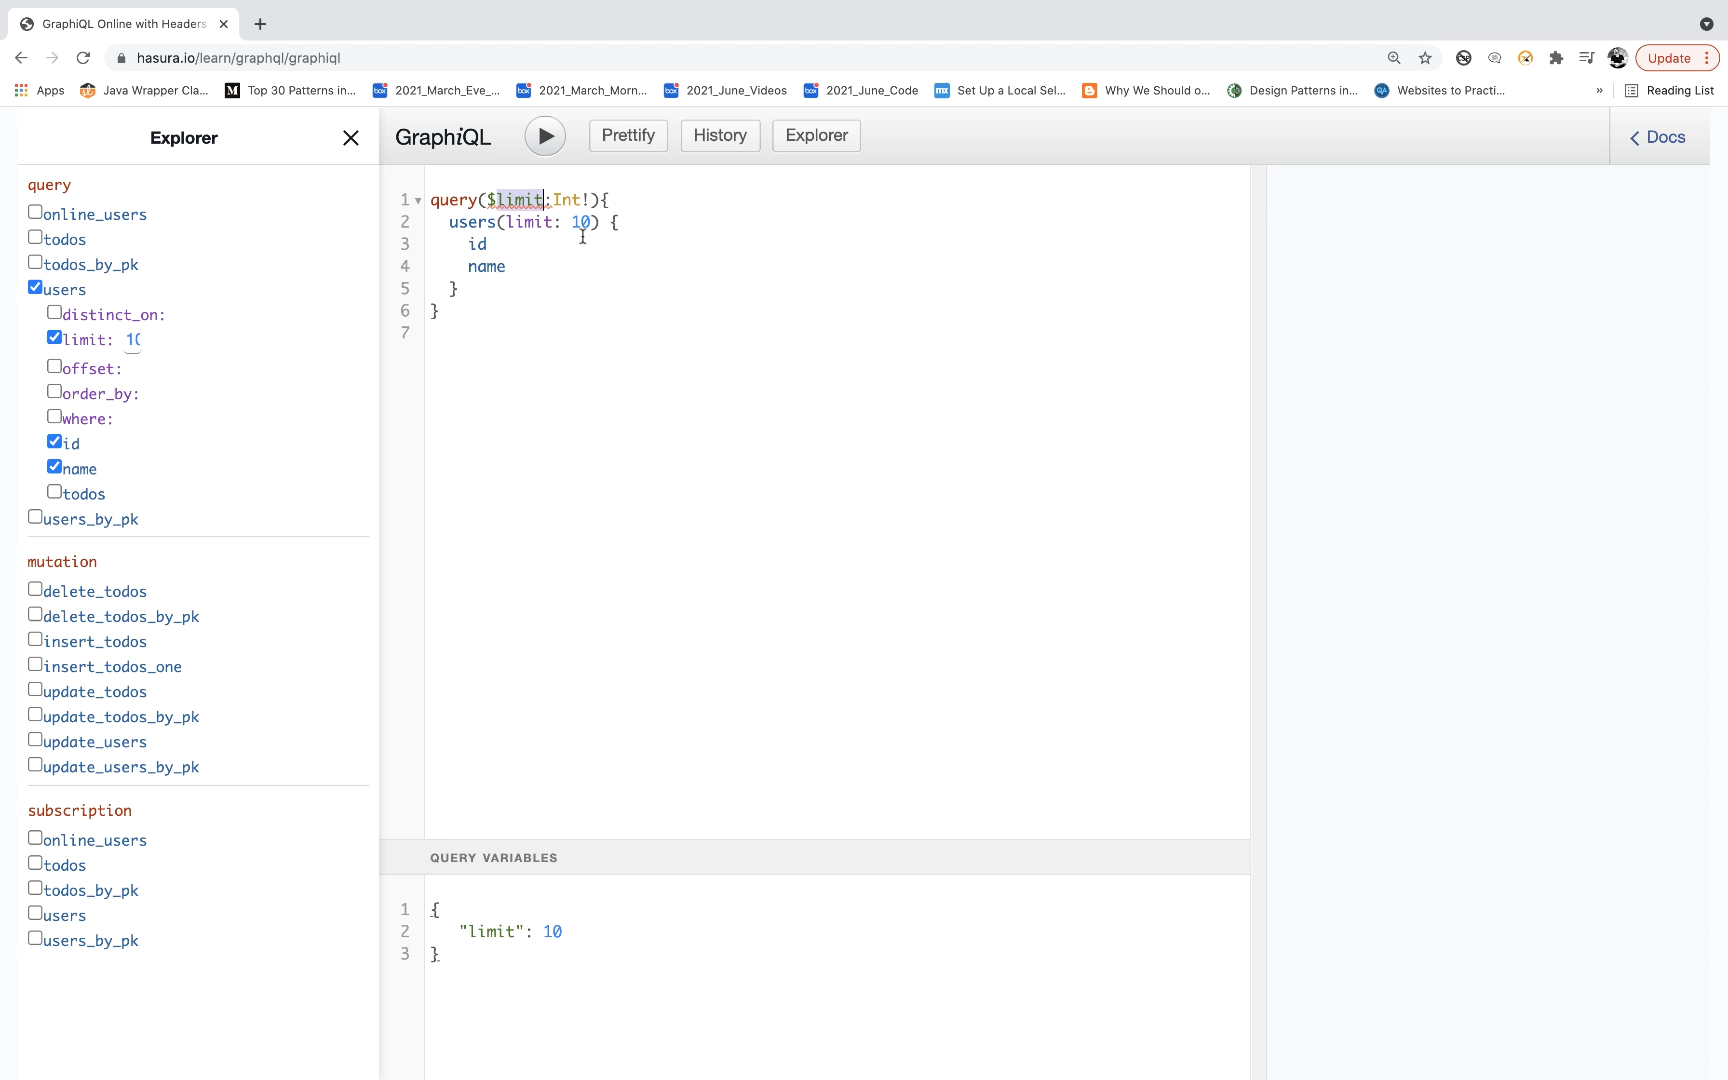 GraphiQL Online with Headers
hasura.io/learn/graphql/graphiql
Update
Apps
Java Wrapper Cla...
Top 30 Patterns in...
2021_March_Eve_...
2021_March_Morn...
2021_June_Videos
2021_June_Code
Set Up a Local Sel...
Why We Should o...
Design Patterns in...
Websites to Practi...
»
Reading List
Explorer
GraphiQL
Prettify
History
Explorer
Docs
query
online_users
todos
todos_by_pk
users
distinct_on:
limit: 10
offset:
order_by:
where:
id
name
todos
users_by_pk
mutation
delete_todos
delete_todos_by_pk
insert_todos
insert_todos_one
update_todos
update_todos_by_pk
update_users
update_users_by_pk
subscription
online_users
todos
todos_by_pk
users
users_by_pk
1 query($limit:Int!){
2 users(limit: 10) {
3 id
4 name
5 }
6 }
7
QUERY VARIABLES
1 {
2 "limit": 10
3 }